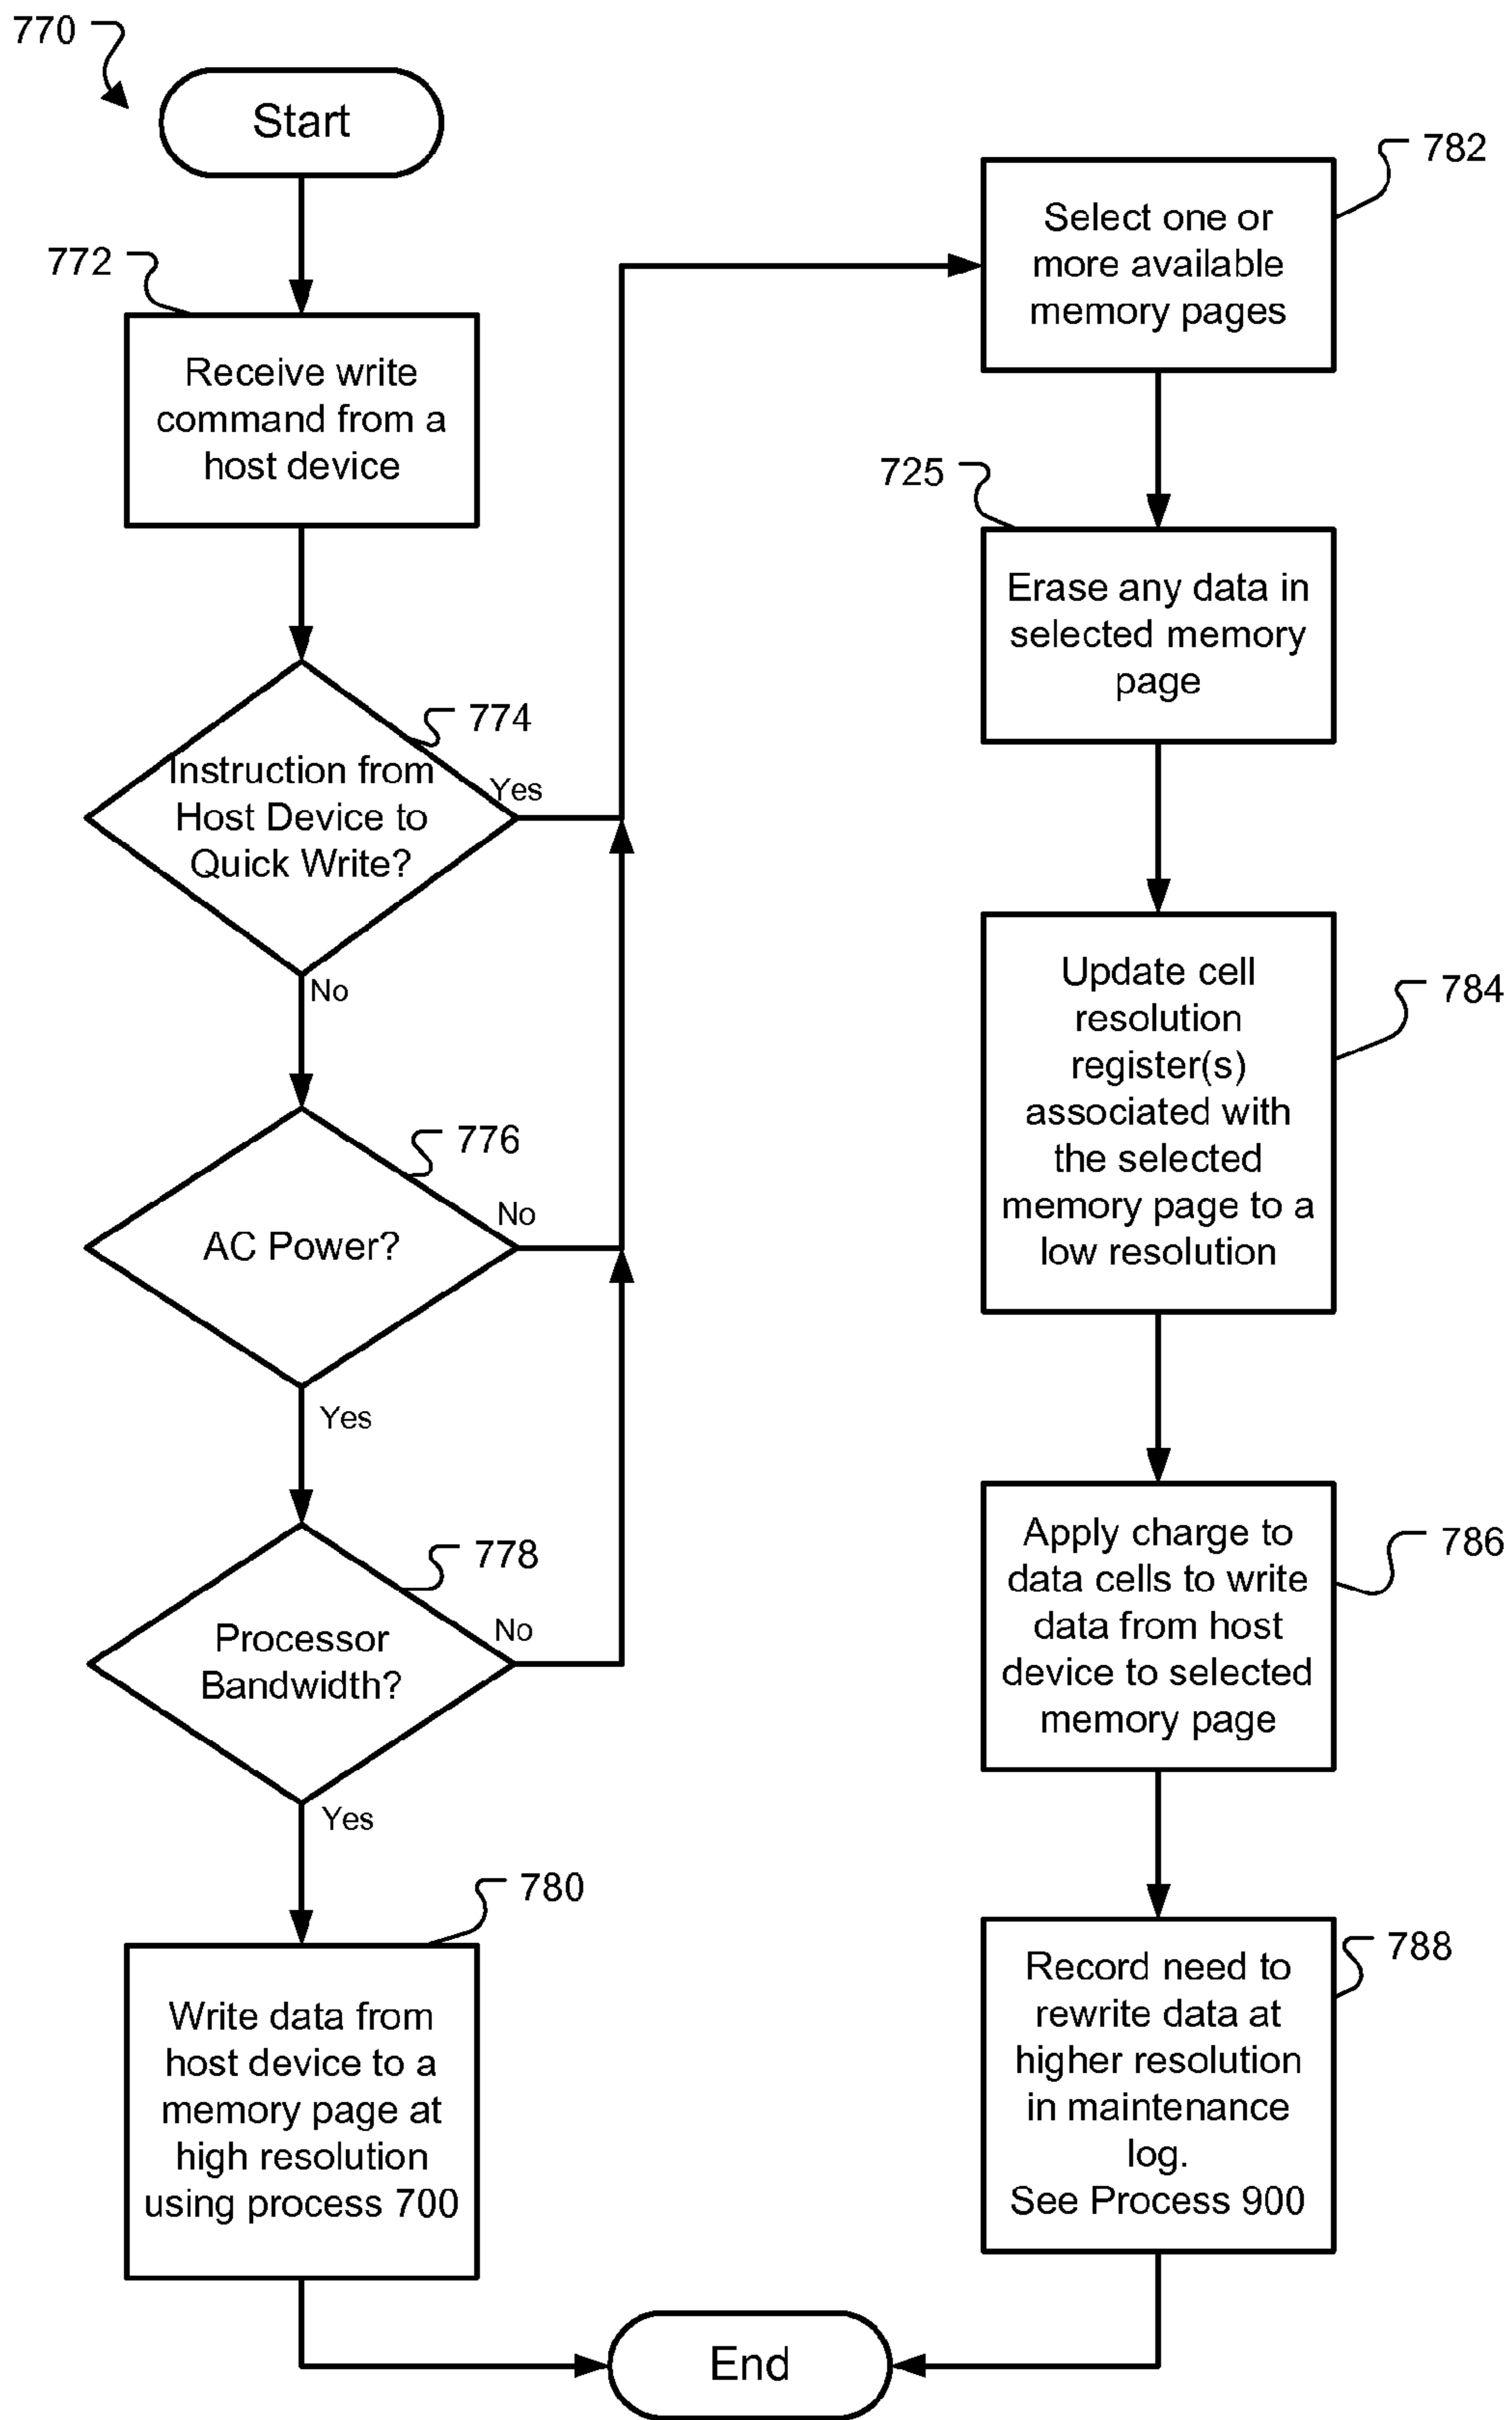 770
Start
772
Receive write
command from a
host device
774
Instruction from
Host Device to
Quick Write?
Yes
No
776
AC Power?
No
Yes
778
Processor
Bandwidth?
No
Yes
780
Write data from
host device to a
memory page at
high resolution
using process 700
782
Select one or
more available
memory pages
725
Erase any data in
selected memory
page
784
Update cell
resolution
register(s)
associated with
the selected
memory page to a
low resolution
786
Apply charge to
data cells to write
data from host
device to selected
memory page
788
Record need to
rewrite data at
higher resolution
in maintenance
log.
See Process 900
End